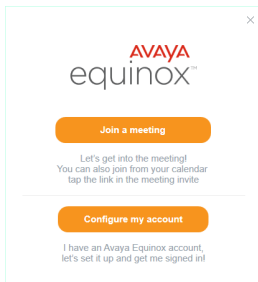 AVAYA
equinox™
Join a meeting
Let's get into the meeting!
You can also join from your calendar
tap the link in the meeting invite
Configure my account
I have an Avaya Equinox account,
let's set it up and get me signed in!